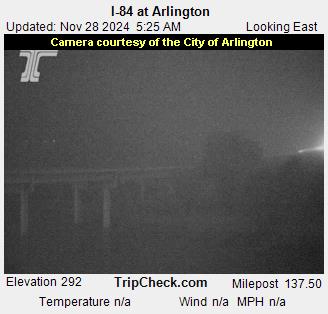 I-84 at Arlington
Updated: Nov 28 2024 5:25 AM Looking East
Camera courtesy of the City of Arlington
Elevation 292 TripCheck.com Milepost 137.50
Temperature n/a Wind n/a MPH n/a